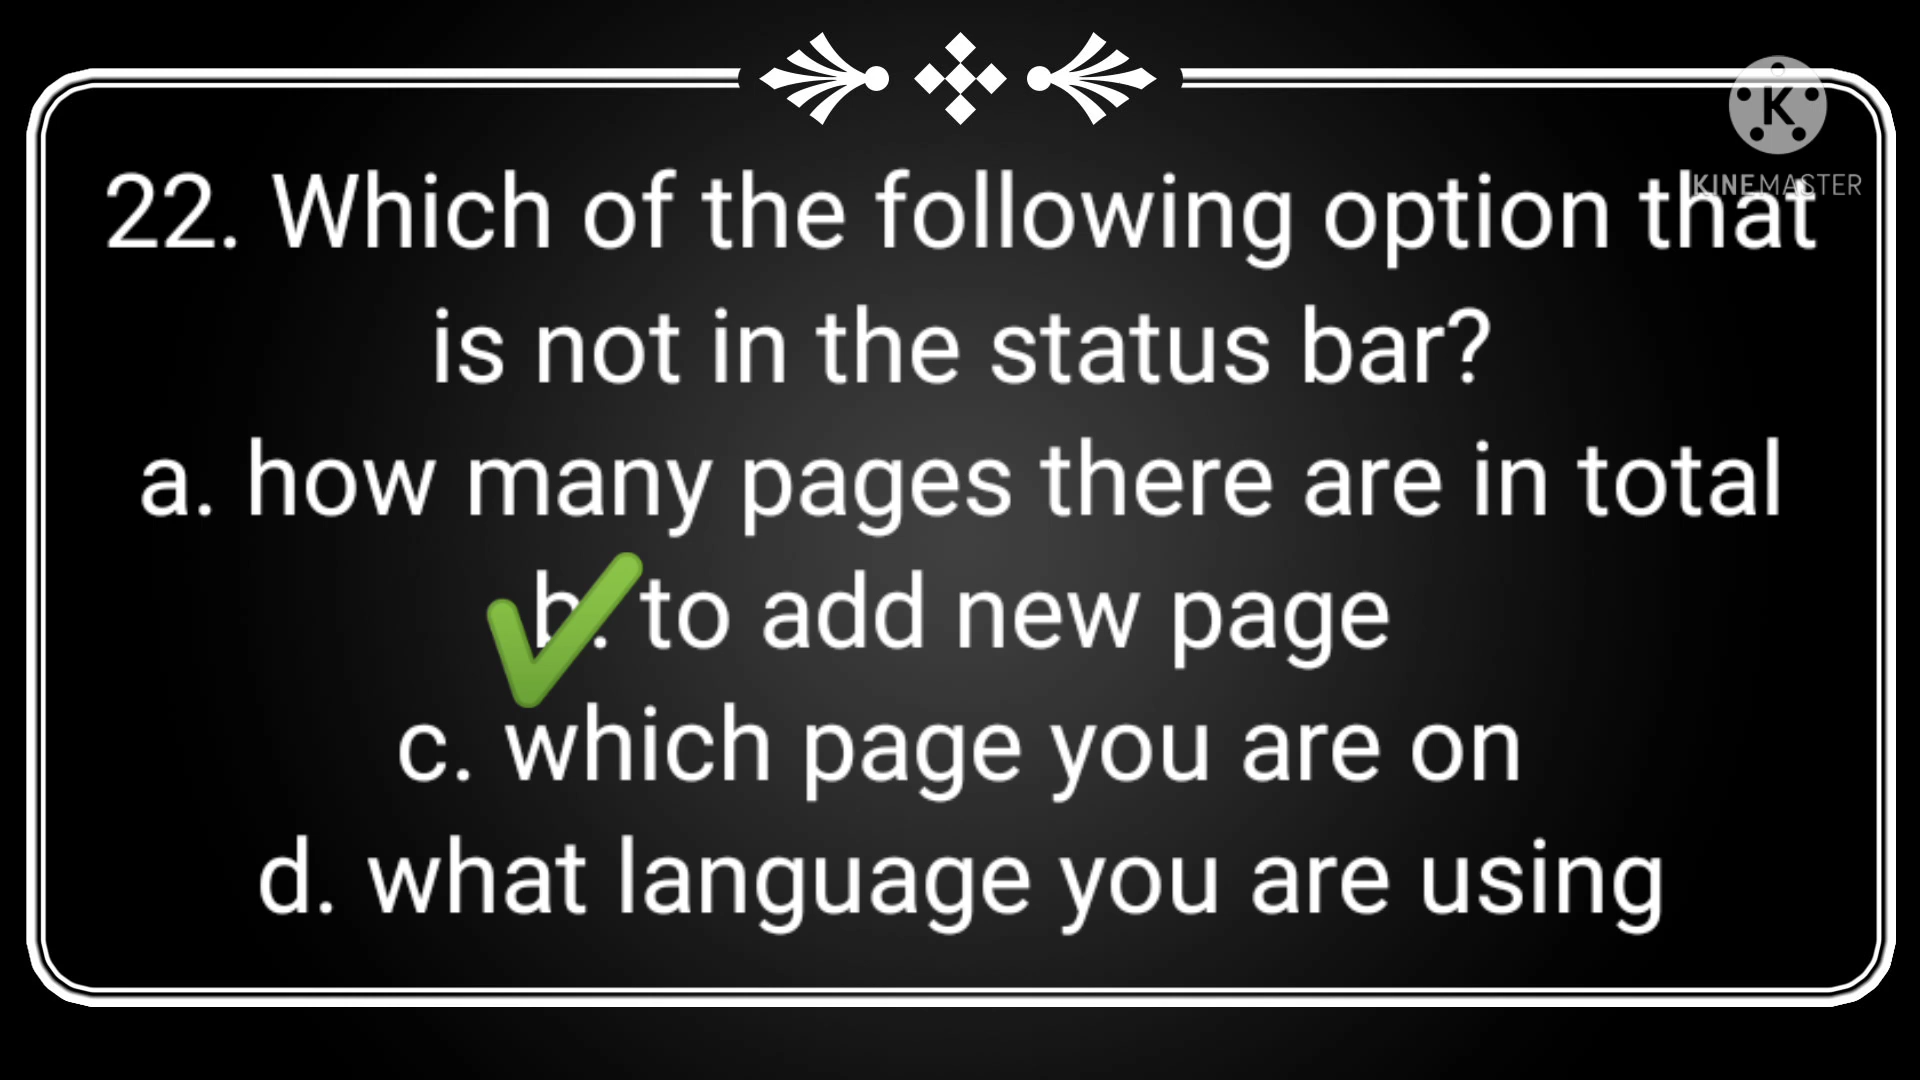 KINEMASTER
22. Which of the following option that
is not in the status bar?
a. how many pages there are in total
b. to add new page
c. which page you are on
d. what language you are using